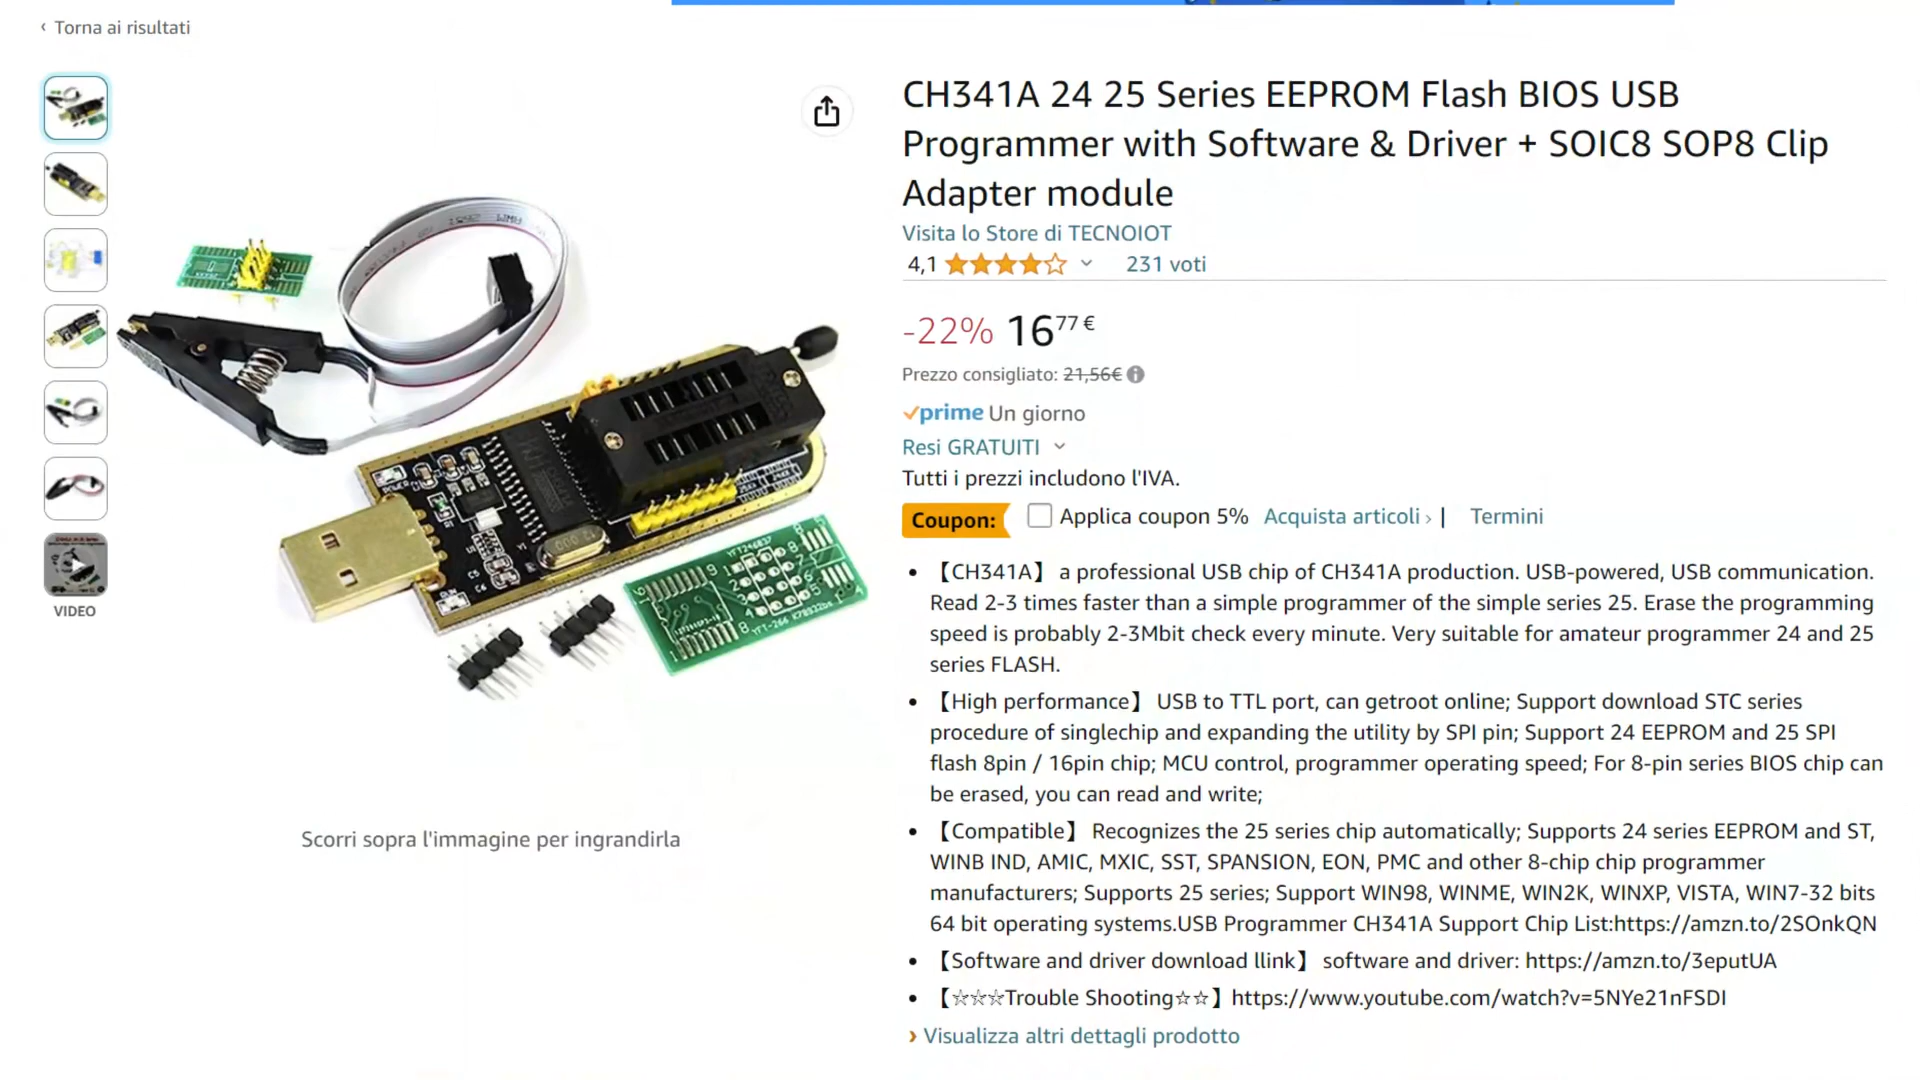 ‹ Torna ai risultati
CH341A 24 25 Series EEPROM Flash BIOS USB
Programmer with Software & Driver + SOIC8 SOP8 Clip
Adapter module
Visita lo Store di TECNOIOT
4,1 231 voti
-22% 16 77 €
Prezzo consigliato: 21,56€
prime Un giorno
Resi GRATUITI
Tutti i prezzi includono l'IVA.
Coupon: Applica coupon 5% Acquista articoli › | Termini
• 【CH341A】 a professional USB chip of CH341A production. USB-powered, USB communication.
Read 2-3 times faster than a simple programmer of the simple series 25. Erase the programming
speed is probably 2-3Mbit check every minute. Very suitable for amateur programmer 24 and 25
series FLASH.
• 【High performance】 USB to TTL port, can getroot online; Support download STC series
procedure of singlechip and expanding the utility by SPI pin; Support 24 EEPROM and 25 SPI
flash 8pin / 16pin chip; MCU control, programmer operating speed; For 8-pin series BIOS chip can
be erased, you can read and write;
• 【Compatible】 Recognizes the 25 series chip automatically; Supports 24 series EEPROM and ST,
WINB IND, AMIC, MXIC, SST, SPANSION, EON, PMC and other 8-chip chip programmer
manufacturers; Supports 25 series; Support WIN98, WINME, WIN2K, WINXP, VISTA, WIN7-32 bits
64 bit operating systems.USB Programmer CH341A Support Chip List:https://amzn.to/2SOnkQN
• 【Software and driver download llink】 software and driver: https://amzn.to/3eputUA
• 【☆☆☆Trouble Shooting☆☆】https://www.youtube.com/watch?v=5NYe21nFSDI
› Visualizza altri dettagli prodotto
VIDEO
Scorri sopra l'immagine per ingrandirla